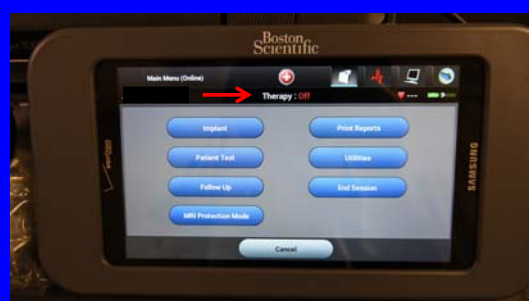 Boston
Scientific
Main Menu (Online)
Therapy : Off
---
Implant
Print Reports
Patient Test
Utilities
Follow Up
End Session
MRI Protection Mode
Cancel
verizon
SAMSUNG